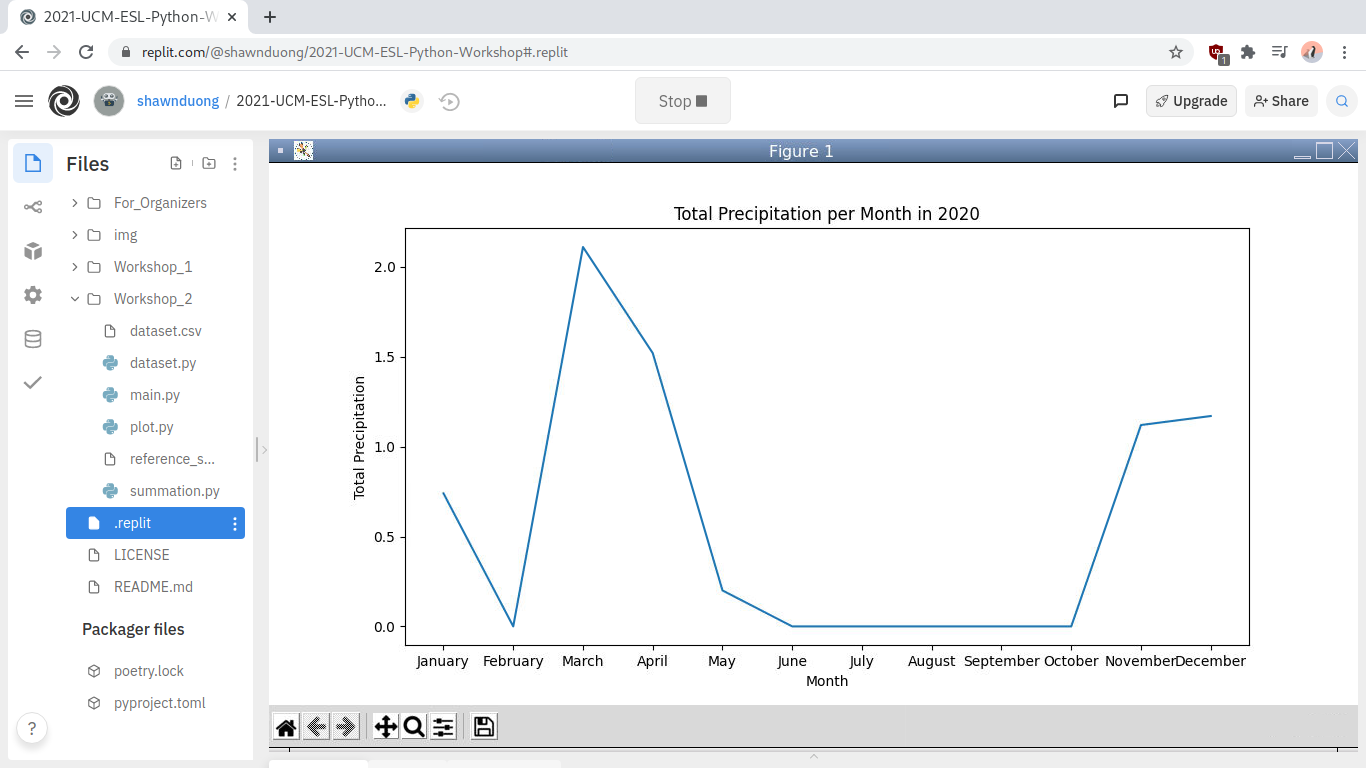 2021-UCM-ESL-Python-W
replit.com/@shawnduong/2021-UCM-ESL-Python-Workshop#.replit
1
shawnduong / 2021-UCM-ESL-Pytho...
Stop
Upgrade
Share
Files
For_Organizers
img
Workshop_1
Workshop_2
dataset.csv
dataset.py
main.py
plot.py
reference_s...
summation.py
.replit
LICENSE
README.md
Packager files
poetry.lock
pyproject.toml
?
Figure 1
Total Precipitation per Month in 2020
Total Precipitation
2.0
1.5
1.0
0.5
0.0
January February March April May June July August September October November December
Month